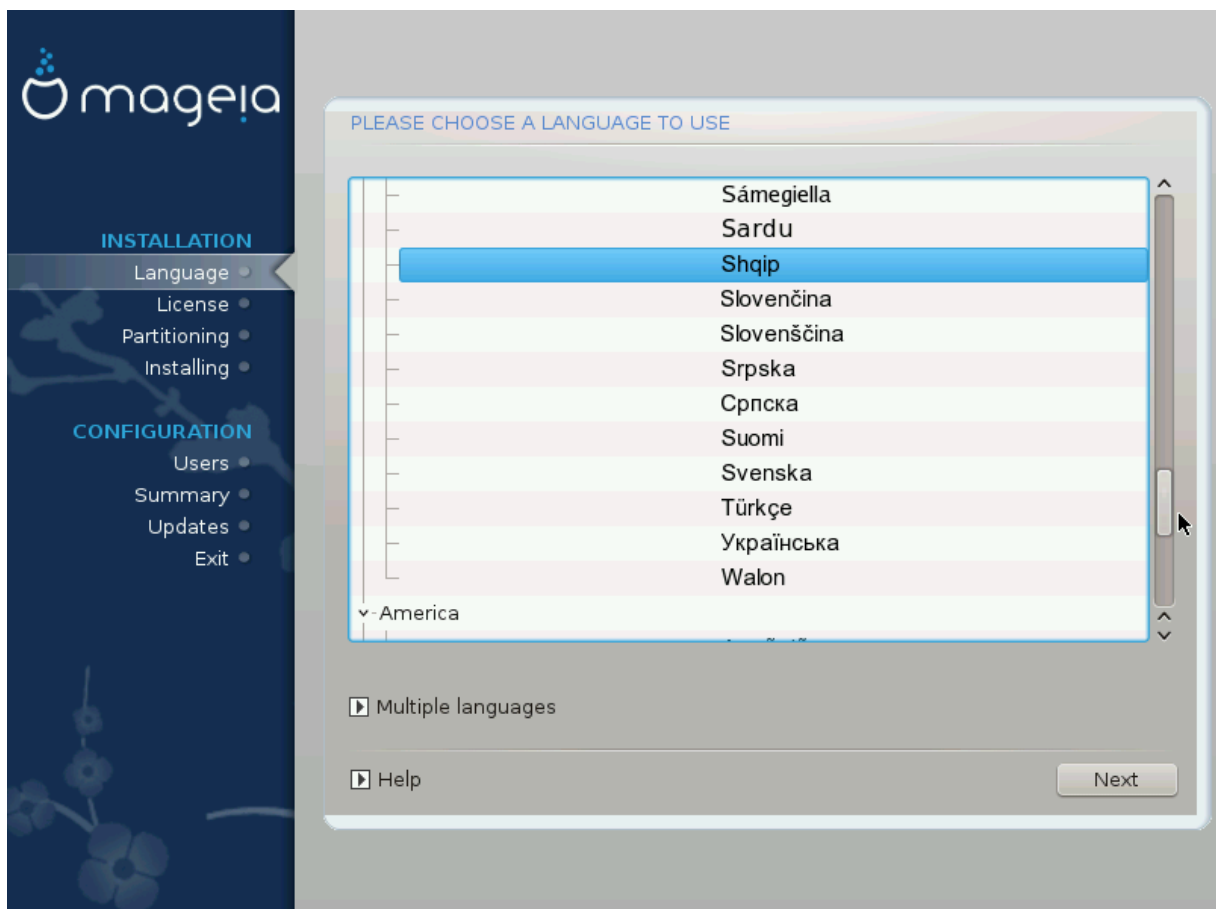 mageia
INSTALLATION
Language
License
Partitioning
Installing
CONFIGURATION
Users
Summary
Updates
Exit
PLEASE CHOOSE A LANGUAGE TO USE
Sámegiella
Sardu
Shqip
Slovenčina
Slovenščina
Srpska
Српска
Suomi
Svenska
Türkçe
Українська
Walon
America
Multiple languages
Help
Next